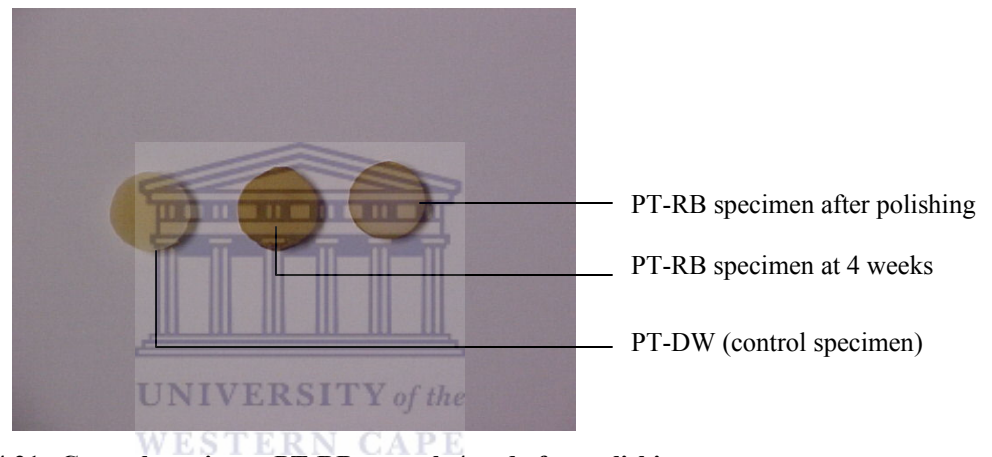 PT-RB specimen after polishing
PT-RB specimen at 4 weeks
PT-DW (control specimen)
UNIVERSITY of the
WESTERN CAPE